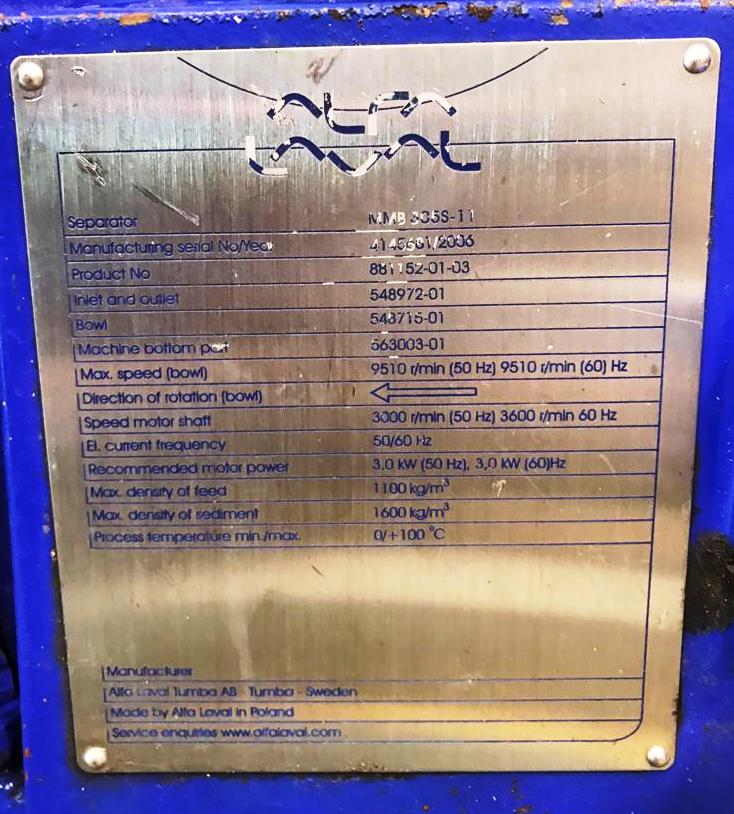 ALFA
LAVAL
Separator MMB 305S-11
Manufacturing serial No/Year /2006
Product No 881152-01-03
Inlet and outlet 548972-01
Bowl 548715-01
Machine bottom part 563003-01
Max. speed (bowl) 9510 r/min (50 Hz) 9510 r/min (60) Hz
Direction of rotation (bowl)
Speed motor shaft 3000 r/min (50 Hz) 3600 r/min 60 Hz
El. current frequency 50/60 Hz
Recommended motor power 3,0 kW (50 Hz), 3,0 kW (60)Hz
Max. density of feed 1100 kg/m³
Max. density of sediment 1600 kg/m³
Process temperature min./max. 0/+100 °C
Manufacturer
Alfa Laval Tumba AB - Tumba - Sweden
Made by Alfa Laval in Poland
Service enquiries www.alfalaval.com